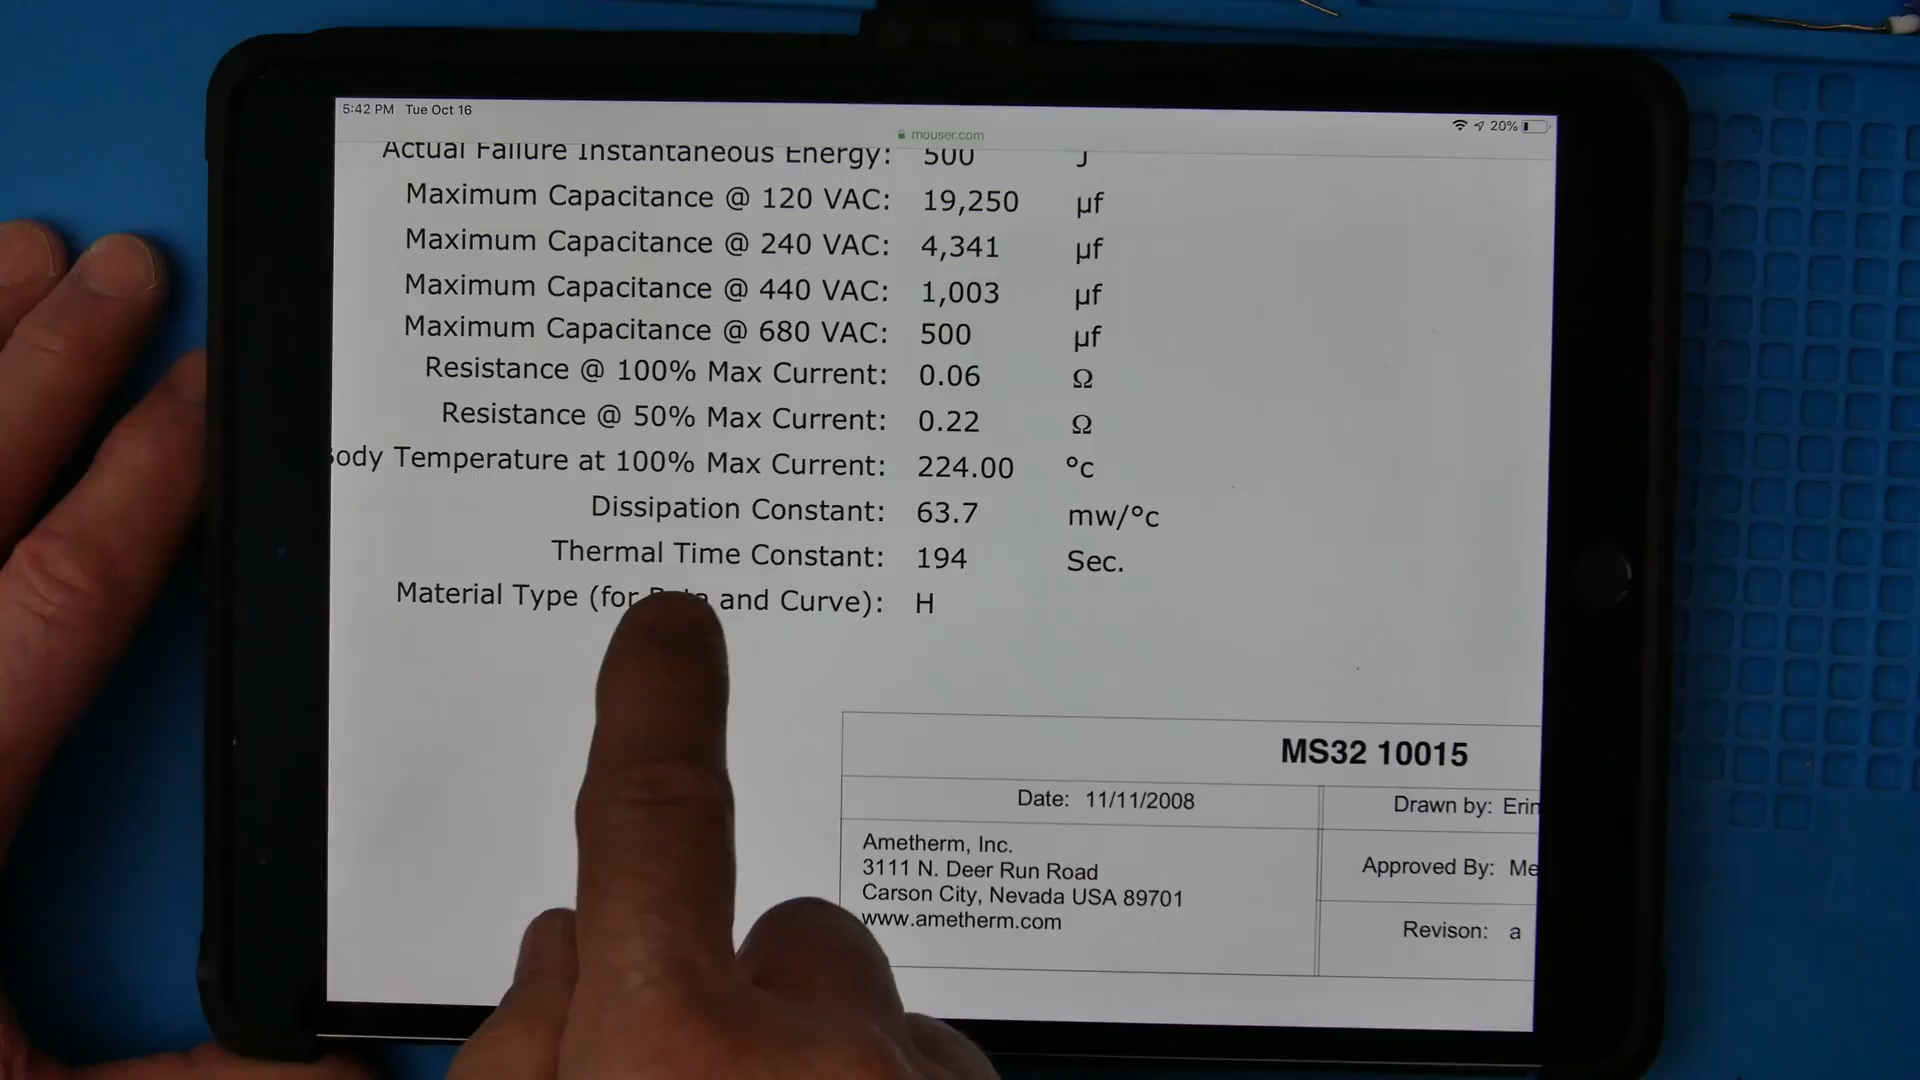 5:42 PM Tue Oct 16
mouser.com
20%
Actual Failure Instantaneous Energy: 500 J
Maximum Capacitance @ 120 VAC: 19,250 µf
Maximum Capacitance @ 240 VAC: 4,341 µf
Maximum Capacitance @ 440 VAC: 1,003 µf
Maximum Capacitance @ 680 VAC: 500 µf
Resistance @ 100% Max Current: 0.06 Ω
Resistance @ 50% Max Current: 0.22 Ω
ody Temperature at 100% Max Current: 224.00 °c
Dissipation Constant: 63.7 mw/°c
Thermal Time Constant: 194 Sec.
Material Type (for and Curve): H
MS32 10015
Date: 11/11/2008
Drawn by: Erin
Ametherm, Inc.
3111 N. Deer Run Road
Carson City, Nevada USA 89701
www.ametherm.com
Approved By: Me
Revison: a